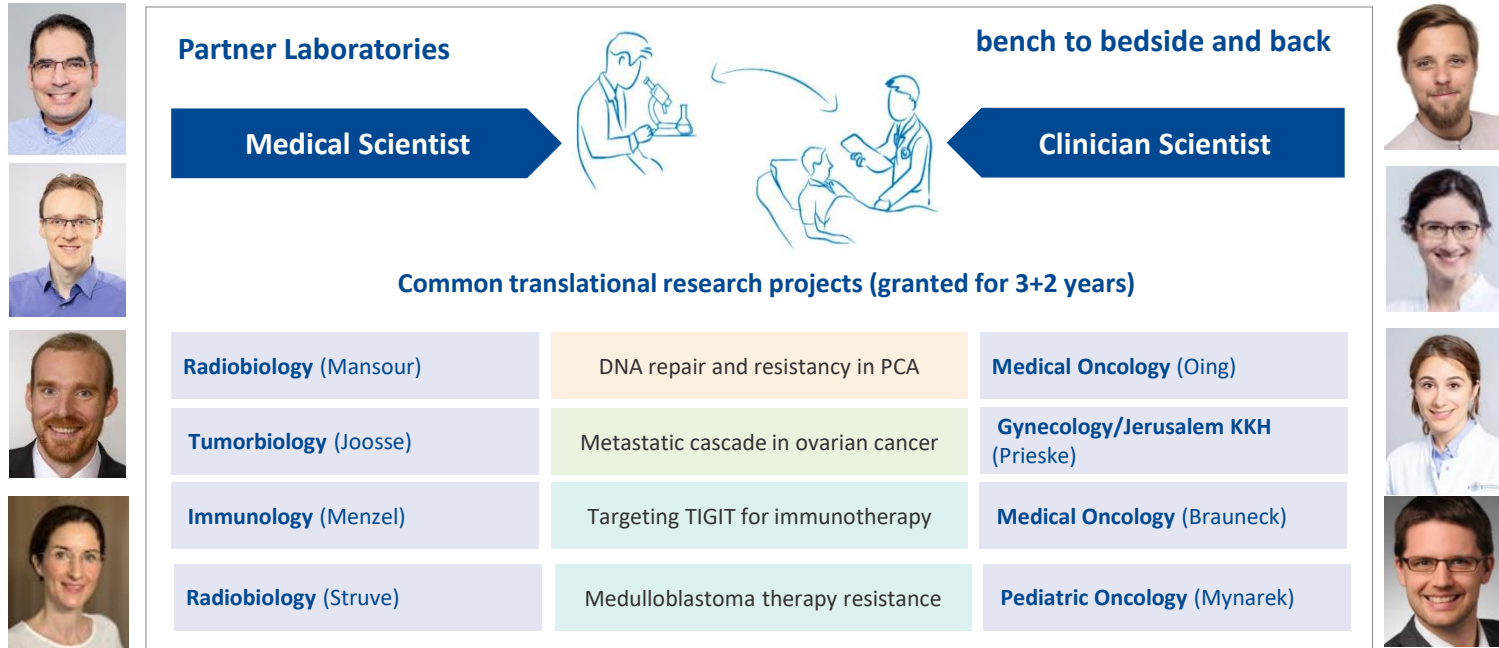 Partner Laboratories
bench to bedside and back
Medical Scientist
Clinician Scientist
Common translational research projects (granted for 3+2 years)
Radiobiology (Mansour)
DNA repair and resistancy in PCA
Medical Oncology (Oing)
Tumorbiology (Joosse)
Metastatic cascade in ovarian cancer
Gynecology/Jerusalem KKH
(Prieske)
Immunology (Menzel)
Targeting TIGIT for immunotherapy
Medical Oncology (Brauneck)
Radiobiology (Struve)
Medulloblastoma therapy resistance
Pediatric Oncology (Mynarek)